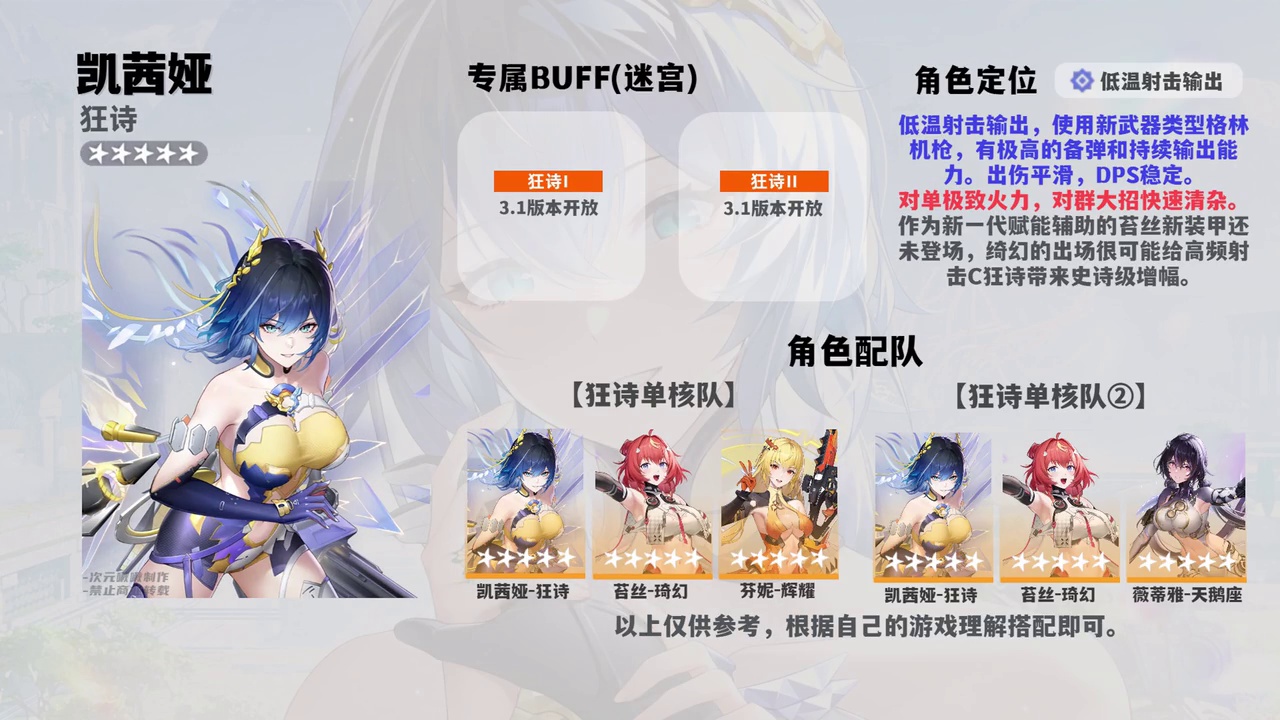 凯茜娅
狂诗
专属BUFF(迷宫)
狂诗I
3.1版本开放
狂诗II
3.1版本开放
角色定位
低温射击输出
低温射击输出，使用新武器类型格林
机枪，有极高的备弹和持续输出能
力。出伤平滑，DPS稳定。
对单极致火力，对群大招快速清杂。
作为新一代赋能辅助的苔丝新装甲还
未登场，绮幻的出场很可能给高频射
击C狂诗带来史诗级增幅。
角色配队
【狂诗单核队】
凯茜娅-狂诗
苔丝-琦幻
芬妮-辉耀
【狂诗单核队②】
凯茜娅-狂诗
苔丝-琦幻
薇蒂雅-天鹅座
以上仅供参考，根据自己的游戏理解搭配即可。